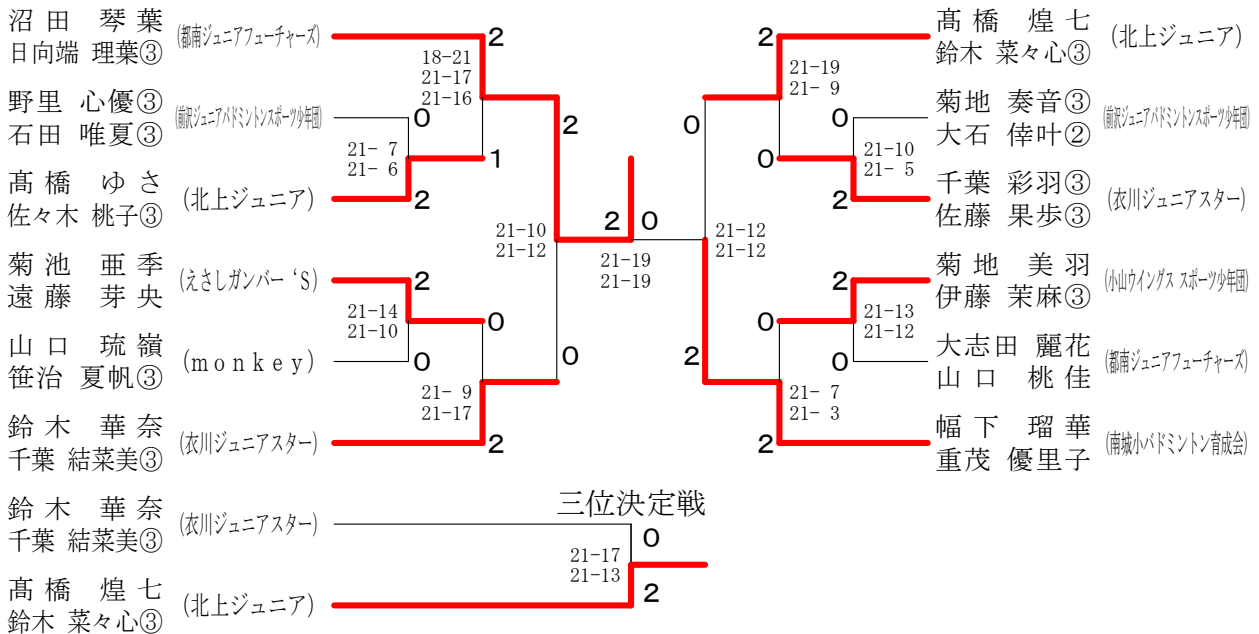 沼田 琴葉
日向端 理葉③
(都南ジュニアフューチャーズ)
野里 心優③
石田 唯夏③
(前沢ジュニアバドミントンスポーツ少年団)
髙橋 ゆさ
佐々木 桃子③
(北上ジュニア)
菊池 亜季
遠藤 芽央
(えさしガンバー‘S)
山口 琉嶺
笹治 夏帆③
(monkey)
鈴木 華奈
千葉 結菜美③
(衣川ジュニアスター)
2
18-21
21-17
21-16
0
21- 7
21- 6
1
2
2
21-10
21-12
2
21-14
21-10
0
0
0
21- 9
21-17
2
2 0
21-19
21-19
髙橋 煌七
鈴木 菜々心③
(北上ジュニア)
菊地 奏音③
大石 倖叶②
(前沢ジュニアバドミントンスポーツ少年団)
千葉 彩羽③
佐藤 果歩③
(衣川ジュニアスター)
菊地 美羽
伊藤 茉麻③
(小山ウイングス スポーツ少年団)
大志田 麗花
山口 桃佳
(都南ジュニアフューチャーズ)
幅下 瑠華
重茂 優里子
(南城小バドミントン育成会)
2
21-19
21- 9
0
0
0
21-10
21- 5
2
21-12
21-12
2
0
21-13
21-12
0
2
21- 7
21- 3
2
三位決定戦
鈴木 華奈
千葉 結菜美③
(衣川ジュニアスター)
0
21-17
21-13
2
髙橋 煌七
鈴木 菜々心③
(北上ジュニア)